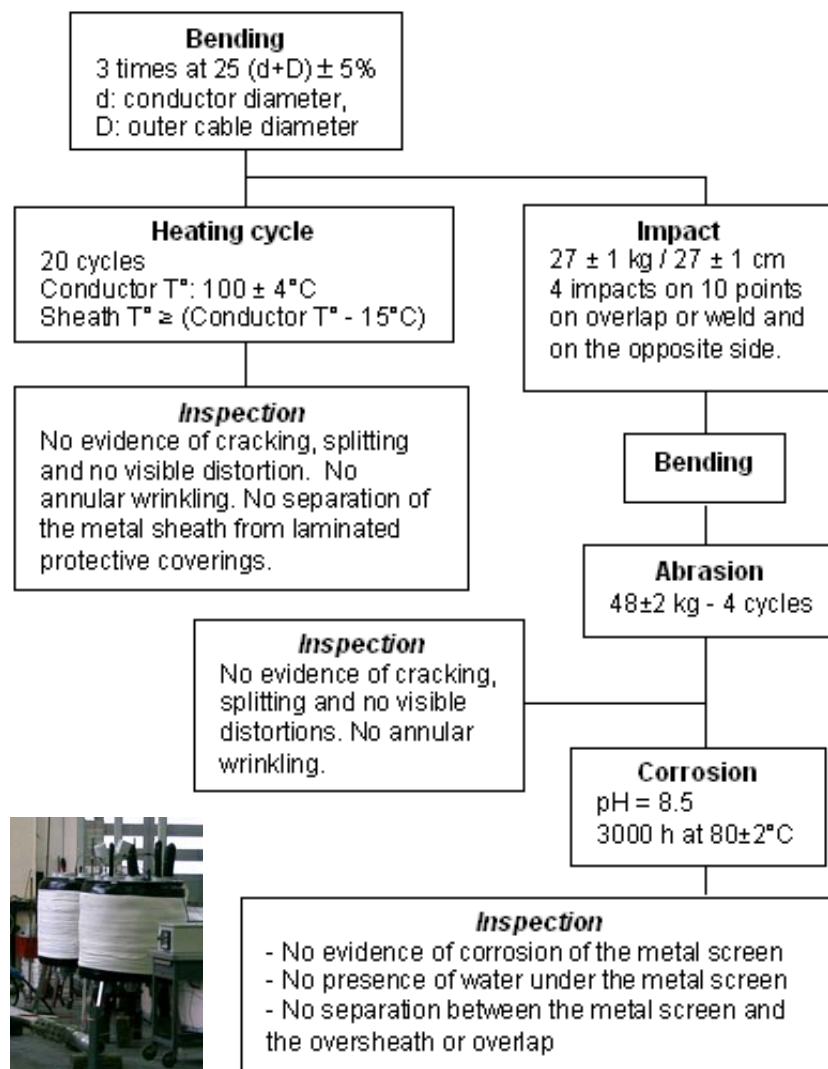 Bending
3 times at 25 (d+D) ± 5%
d: conductor diameter,
D: outer cable diameter
Heating cycle
20 cycles
Conductor T°: 100 ± 4°C
Sheath T° ≥ (Conductor T° - 15°C)
Inspection
No evidence of cracking, splitting
and no visible distortion. No
annular wrinkling. No separation of
the metal sheath from laminated
protective coverings.
Impact
27 ± 1 kg / 27 ± 1 cm
4 impacts on 10 points
on overlap or weld and
on the opposite side.
Bending
Abrasion
48±2 kg - 4 cycles
Inspection
No evidence of cracking,
splitting and no visible
distortions. No annular
wrinkling.
Corrosion
pH = 8.5
3000 h at 80±2°C
Inspection
- No evidence of corrosion of the metal screen
- No presence of water under the metal screen
- No separation between the metal screen and
the oversheath or overlap